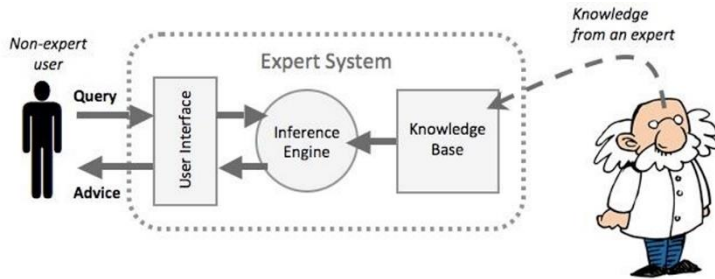 Non-expert
user
Query
Advice
Expert System
User Interface
Inference
Engine
Knowledge
Base
Knowledge
from an expert